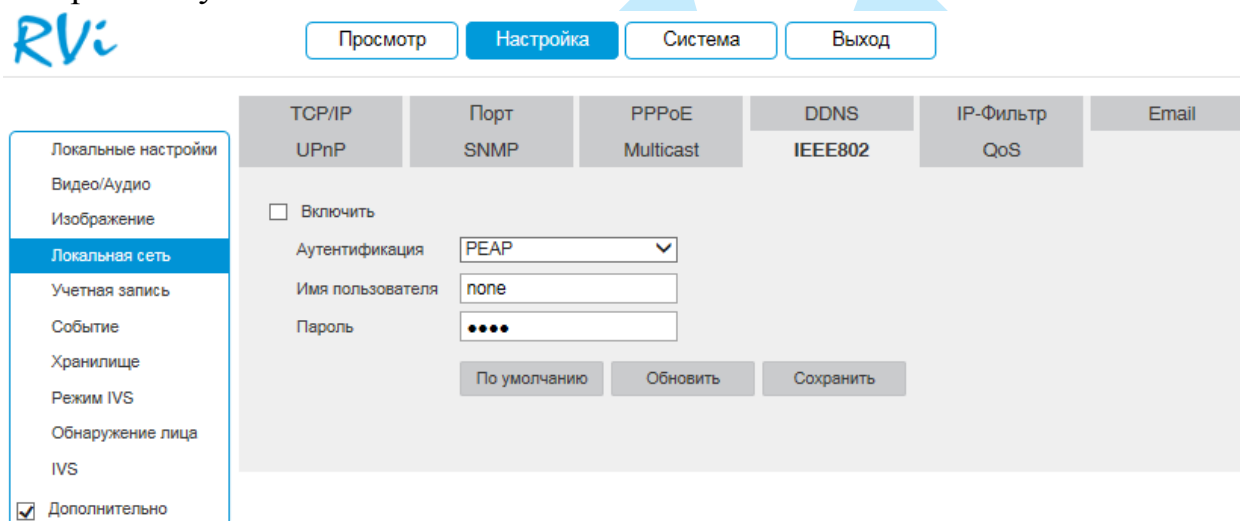 RVi
Просмотр Настройка Система Выход
TCP/IP Порт PPPoE DDNS IP-Фильтр Email
UPnP SNMP Multicast IEEE802 QoS
Локальные настройки
Видео/Аудио
Изображение
Локальная сеть
Учетная запись
Событие
Хранилище
Режим IVS
Обнаружение лица
IVS
Дополнительно
Включить
Аутентификация PEAP
Имя пользователя none
Пароль ••••
По умолчанию Обновить Сохранить